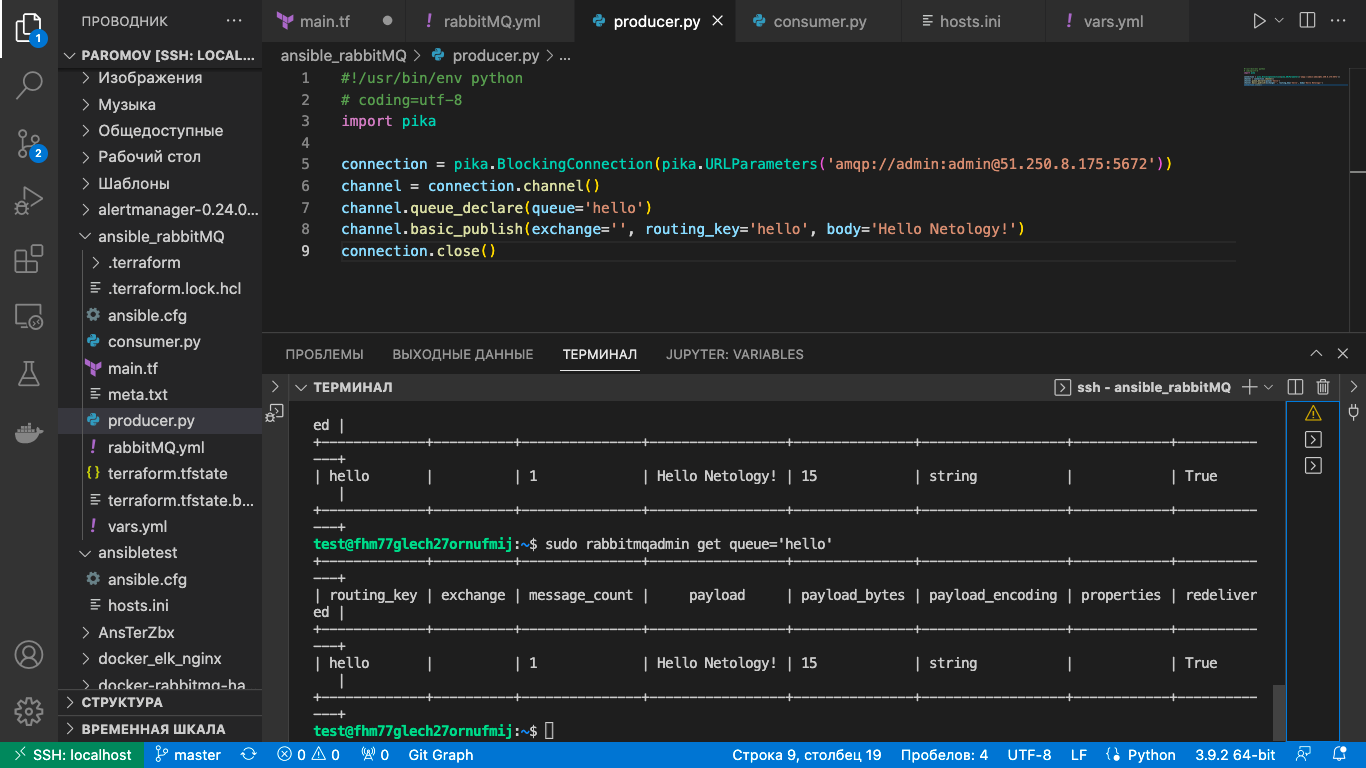 ПРОВОДНИК ···
main.tf
! rabbitMQ.yml
producer.py
consumer.py
hosts.ini
! vars.yml
PAROMOV [SSH: LOCAL...
Изображения
Музыка
Общедоступные
Рабочий стол
Шаблоны
alertmanager-0.24.0...
ansible_rabbitMQ
.terraform
.terraform.lock.hcl
ansible.cfg
consumer.py
main.tf
meta.txt
producer.py
! rabbitMQ.yml
{} terraform.tfstate
terraform.tfstate.b...
! vars.yml
ansibletest
ansible.cfg
hosts.ini
AnsTerZbx
docker_elk_nginx
docker-rabbitmq-ha
СТРУКТУРА
ВРЕМЕННАЯ ШКАЛА
1
2
ansible_rabbitMQ > producer.py > ...
1 #!/usr/bin/env python
2 # coding=utf-8
3 import pika
4
5 connection = pika.BlockingConnection(pika.URLParameters('amqp://admin:admin@51.250.8.175:5672'))
6 channel = connection.channel()
7 channel.queue_declare(queue='hello')
8 channel.basic_publish(exchange='', routing_key='hello', body='Hello Netology!')
9 connection.close()
ПРОБЛЕМЫ ВЫХОДНЫЕ ДАННЫЕ ТЕРМИНАЛ JUPYTER: VARIABLES
ТЕРМИНАЛ
ssh - ansible_rabbitMQ
ed |
+-------------+----------+---------------+-----------------+---------------+------------------+------------+----------
---+
| hello | | 1 | Hello Netology! | 15 | string | | True
|
+-------------+----------+---------------+-----------------+---------------+------------------+------------+----------
---+
test@fhm77glech27ornufmij:~$ sudo rabbitmqadmin get queue='hello'
+-------------+----------+---------------+-----------------+---------------+------------------+------------+----------
---+
| routing_key | exchange | message_count | payload | payload_bytes | payload_encoding | properties | redeliver
ed |
+-------------+----------+---------------+-----------------+---------------+------------------+------------+----------
---+
| hello | | 1 | Hello Netology! | 15 | string | | True
|
+-------------+----------+---------------+-----------------+---------------+------------------+------------+----------
---+
test@fhm77glech27ornufmij:~$
SSH: localhost master 0 0 0 Git Graph Строка 9, столбец 19 Пробелов: 4 UTF-8 LF Python 3.9.2 64-bit